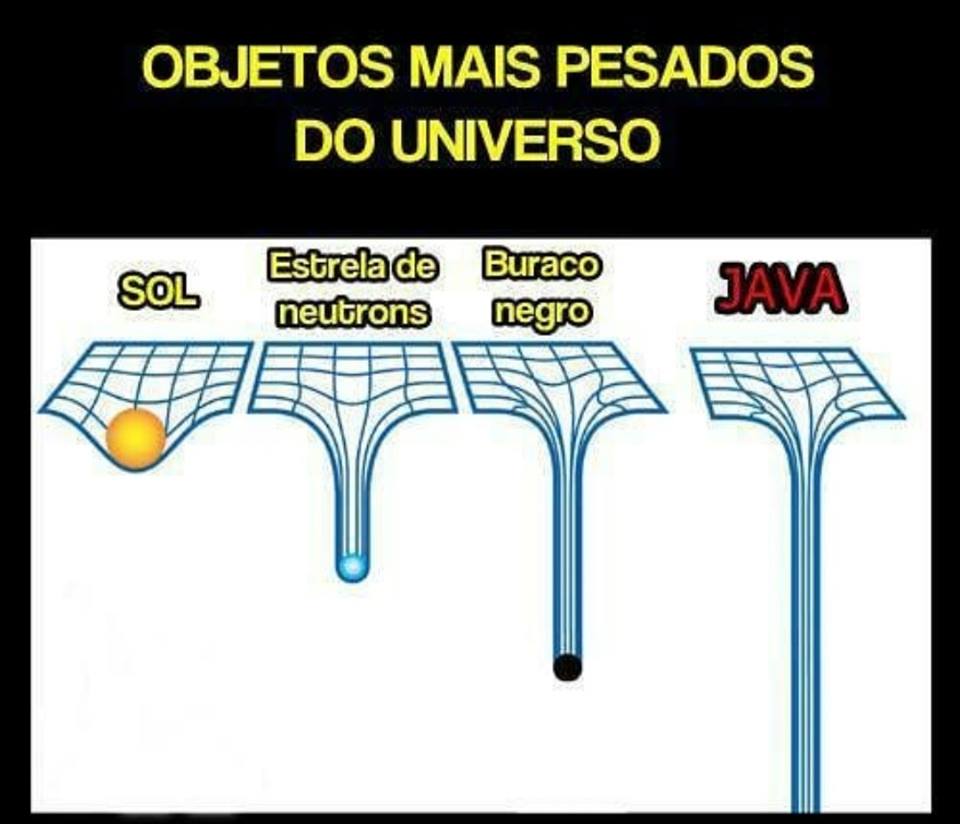 OBJETOS MAIS PESADOS
DO UNIVERSO
SOL
Estrela de
neutrons
Buraco
negro
JAVA